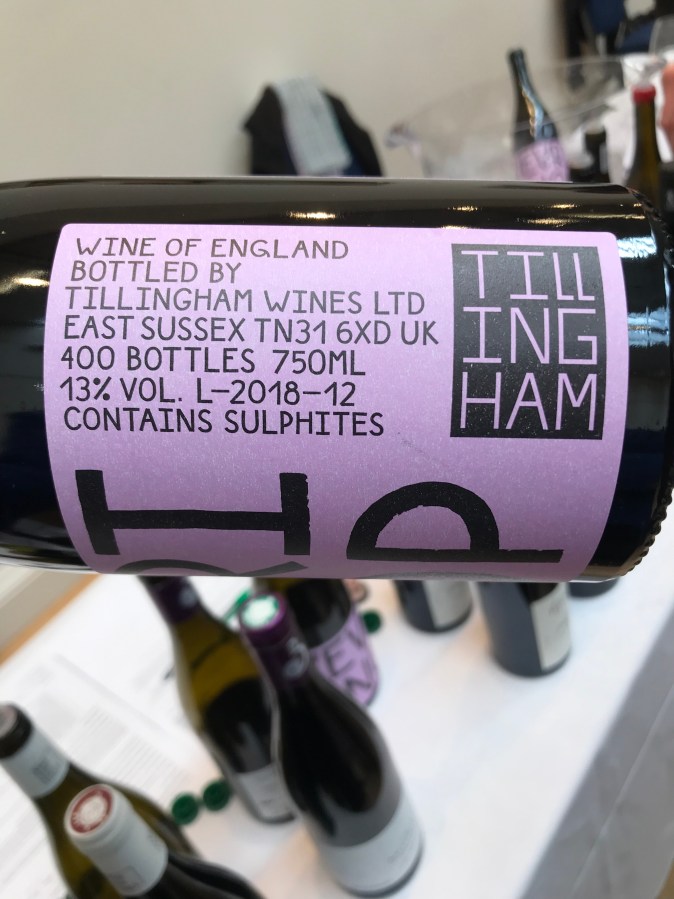 WINE OF ENGLAND
BOTTLED BY
TILLINGHAM WINES LTD
EAST SUSSEX TN31 6XD UK
400 BOTTLES 750ML
13% VOL. L-2018-12
CONTAINS SULPHITES
TILL
ING
HAM